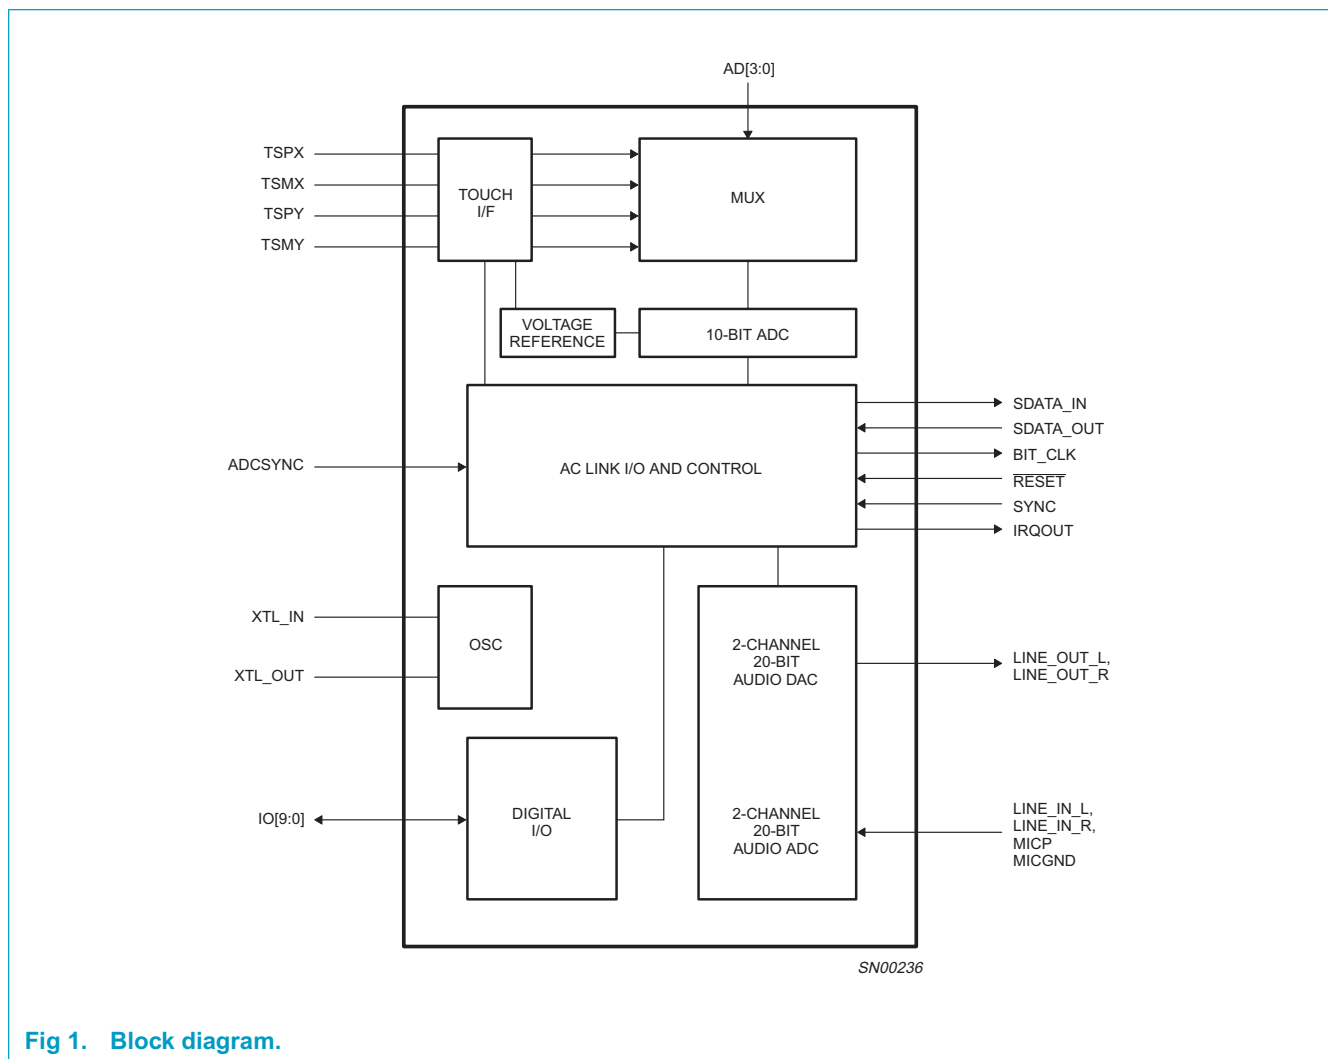 AD[3:0]
TSPX
TSMX
TSPY
TSMY
TOUCH
I/F
MUX
VOLTAGE
REFERENCE
10-BIT ADC
ADCSYNC
AC LINK I/O AND CONTROL
SDATA_IN
SDATA_OUT
BIT_CLK
RESET
SYNC
IRQOUT
XTL_IN
XTL_OUT
OSC
2-CHANNEL
20-BIT
AUDIO DAC
LINE_OUT_L,
LINE_OUT_R
IO[9:0]
DIGITAL
I/O
2-CHANNEL
20-BIT
AUDIO ADC
LINE_IN_L,
LINE_IN_R,
MICP
MICGND
SN00236
Fig 1. Block diagram.